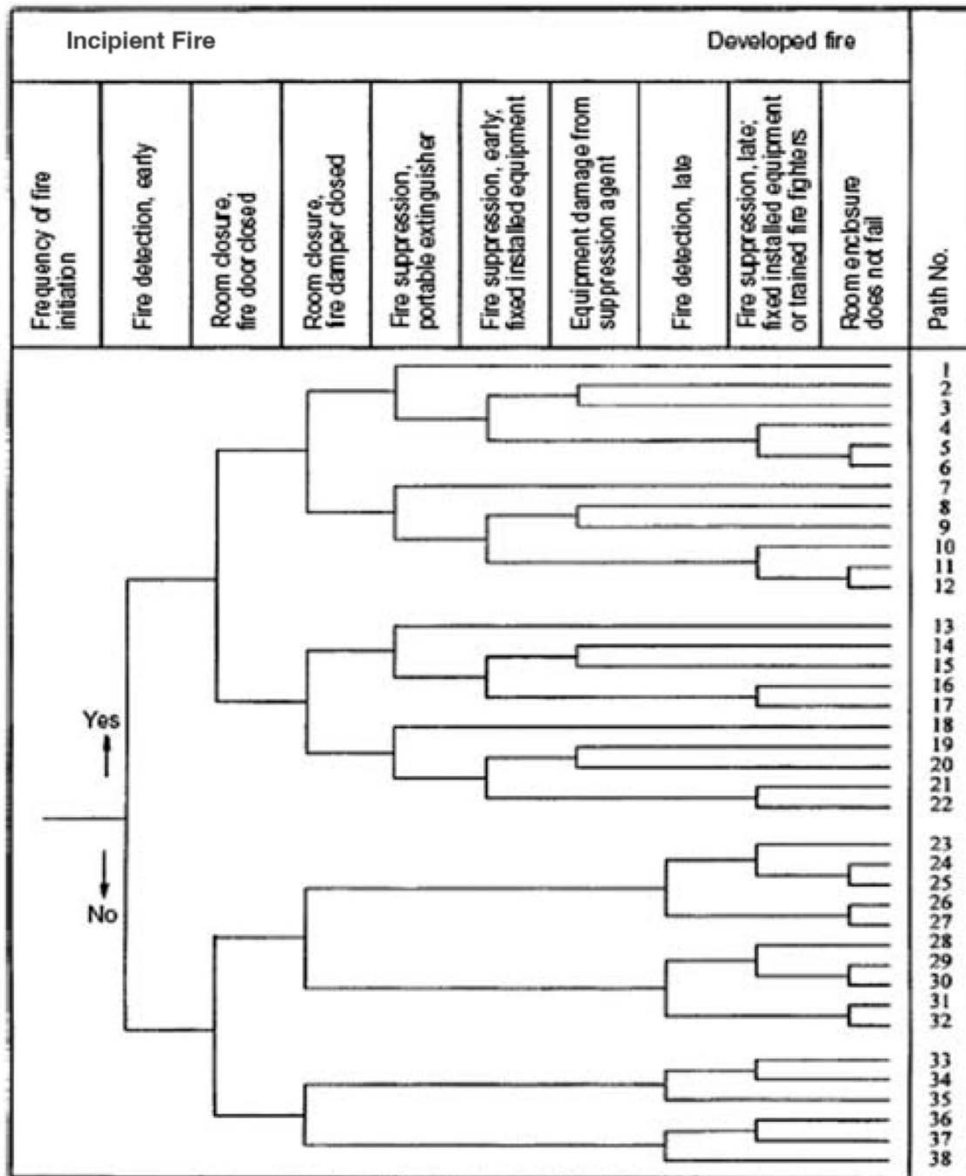 Incipient Fire
Developed fire
Frequency of fire
initiation
Fire detection, early
Room closure,
fire door closed
Room closure,
fire damper closed
Fire suppression,
portable extinguisher
Fire suppression, early;
fixed installed equipment
Equipment damage from
suppression agent
Fire detection, late
Fire suppression, late;
fixed installed equipment
or trained fire fighters
Room enclosure
does not fail
Path No.
1
2
3
4
5
6
7
8
9
10
11
12
13
14
15
16
17
Yes
18
19
20
21
22
23
24
25
No
26
27
28
29
30
31
32
33
34
35
36
37
38